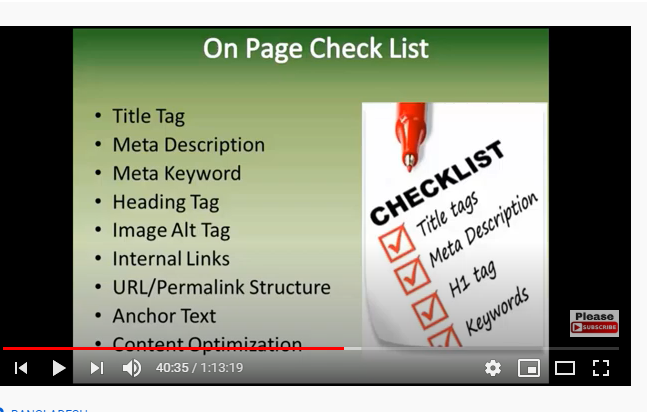 On Page Check List
• Title Tag
• Meta Description
• Meta Keyword
• Heading Tag
• Image Alt Tag
• Internal Links
• URL/Permalink Structure
• Anchor Text
• Content Optimization
CHECKLIST
Title tags
Meta Description
H1 tag
Keywords
Please
SUBSCRIBE
40:35 / 1:13:19
BANGLADESH